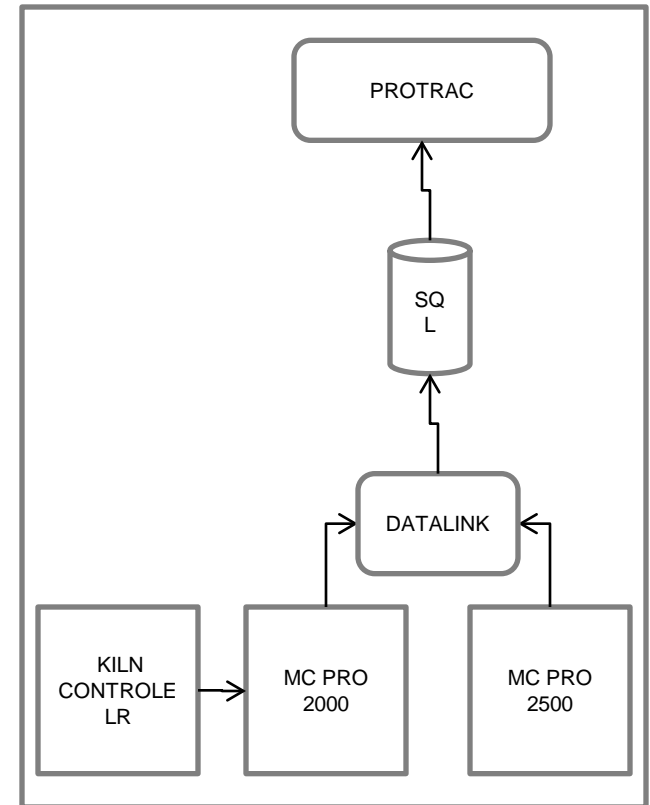 PROTRAC
SQ
L
DATALINK
KILN
CONTROLE
LR
MC PRO
2000
MC PRO
2500